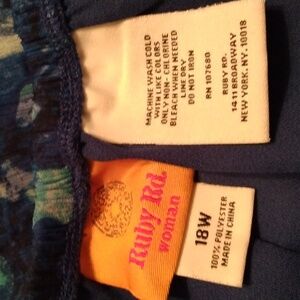 MACHINE WASH COLD
WITH LIKE COLORS
ONLY NON-CHLORINE
BLEACH WHEN NEEDED
LINE DRY
DO NOT IRON
RN 107680
RUBY RD.
1411 BROADWAY
NEW YORK, NY. 10018
Ruby Rd.
woman
18W
100% POLYESTER
MADE IN CHINA